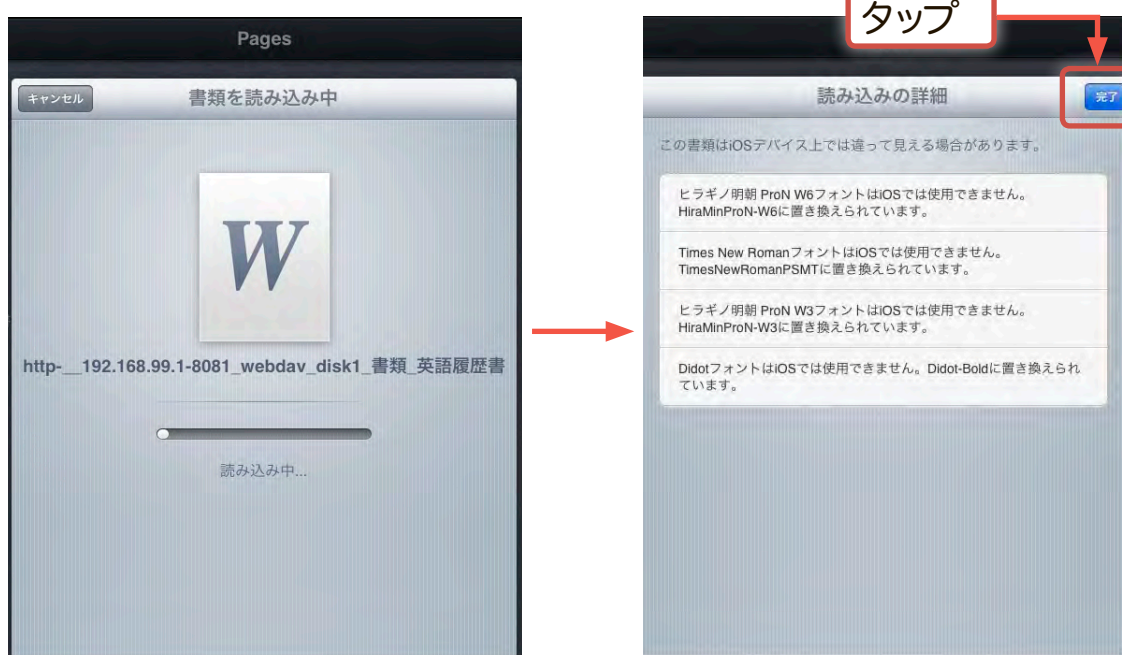 Pages
キャンセル
書類を読み込み中
W
http-__192.168.99.1-8081_webdav_disk1_書類_英語履歴書
読み込み中...
タップ
読み込みの詳細
完了
この書類はiOSデバイス上では違って見える場合があります。
ヒラギノ明朝 ProN W6フォントはiOSでは使用できません。
HiraMinProN-W6に置き換えられています。
Times New RomanフォントはiOSでは使用できません。
TimesNewRomanPSMTに置き換えられています。
ヒラギノ明朝 ProN W3フォントはiOSでは使用できません。
HiraMinProN-W3に置き換えられています。
DidotフォントはiOSでは使用できません。Didot-Boldに置き換えられ
ています。